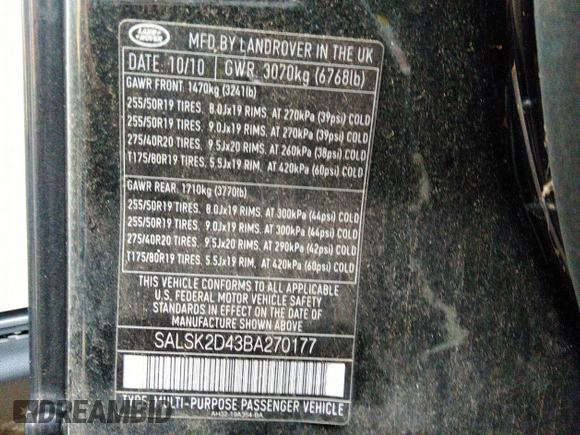 LAND ROVER
MFD. BY LANDROVER IN THE UK
DATE: 10/10 GWR 3070kg (6768lb)
GAWR FRONT. 1470kg (3241lb)
255/50R19 TIRES. 8.0Jx19 RIMS. AT 270kPa (39psi) COLD
255/50R19 TIRES. 9.0Jx19 RIMS. AT 270kPa (39psi) COLD
275/40R20 TIRES. 9.5Jx20 RIMS. AT 260kPa (38psi) COLD
T175/80R19 TIRES. 5.5Jx19 RIM. AT 420kPa (60psi) COLD
GAWR REAR. 1710kg (3770lb)
255/50R19 TIRES. 8.0Jx19 RIMS. AT 300kPa (44psi) COLD
255/50R19 TIRES. 9.0Jx19 RIMS. AT 300kPa (44psi) COLD
275/40R20 TIRES. 9.5Jx20 RIMS. AT 290kPa (42psi) COLD
T175/80R19 TIRES. 5.5Jx19 RIM. AT 420kPa (60psi) COLD
THIS VEHICLE CONFORMS TO ALL APPLICABLE
U.S. FEDERAL MOTOR VEHICLE SAFETY
STANDARDS IN EFFECT ON THE DATE OF
MANUFACTURE SHOWN ABOVE.
SALSK2D43BA270177
TYPE: MULTI-PURPOSE PASSENGER VEHICLE
DREAMBID